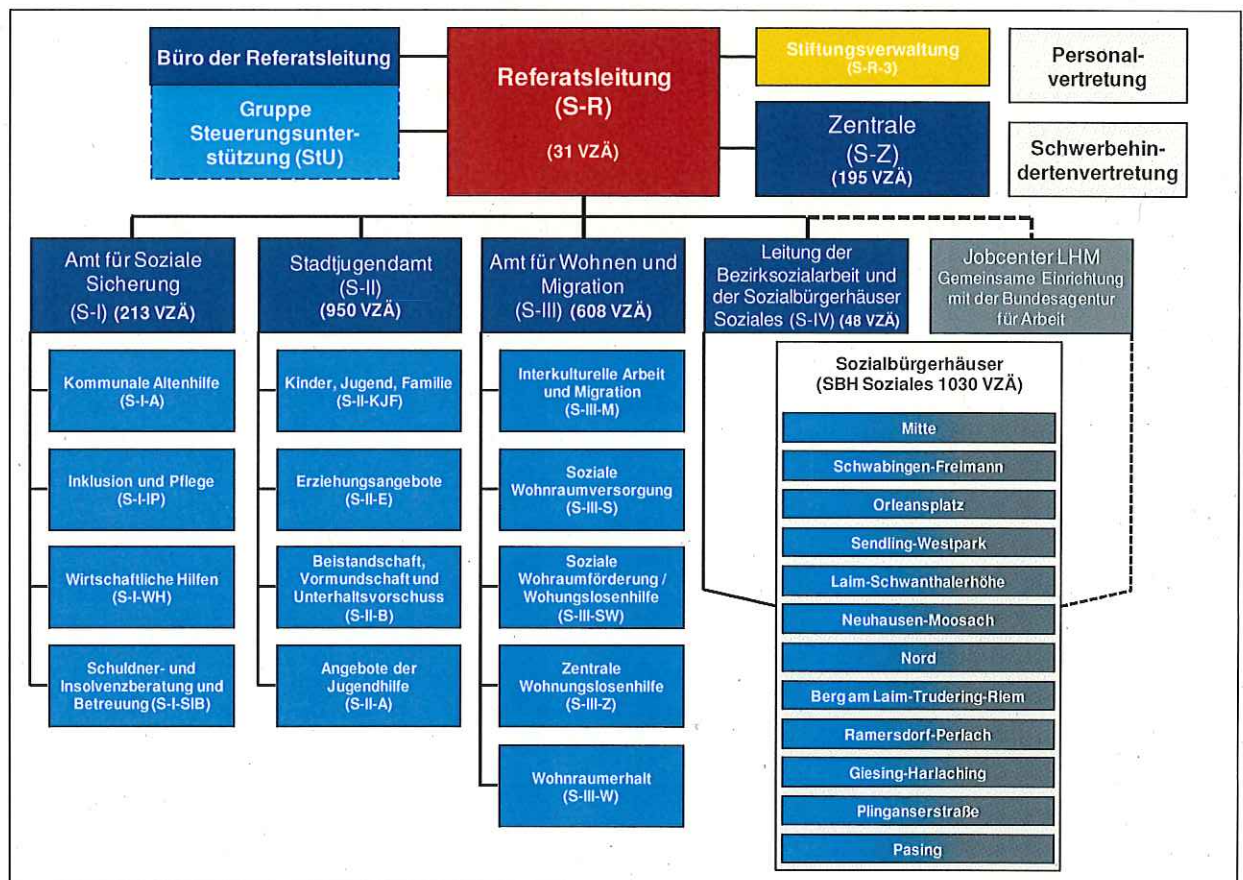 Büro der Referatsleitung
Gruppe
Steuerungsunter-
stützung (StU)
Referatsleitung
(S-R)
(31 VZÄ)
Stiftungsverwaltung
(S-R-3)
Zentrale
(S-Z)
(195 VZÄ)
Personal-
vertretung
Schwerbehin-
dertenvertretung
Amt für Soziale
Sicherung
(S-I) (213 VZÄ)
Kommunale Altenhilfe
(S-I-A)
Inklusion und Pflege
(S-I-IP)
Wirtschaftliche Hilfen
(S-I-WH)
Schuldner- und
Insolvenzberatung und
Betreuung (S-I-SIB)
Stadtjugendamt
(S-II)
(950 VZÄ)
Kinder, Jugend, Familie
(S-II-KJF)
Erziehungsangebote
(S-II-E)
Beistandschaft,
Vormundschaft und
Unterhaltsvorschuss
(S-II-B)
Angebote der
Jugendhilfe
(S-II-A)
Amt für Wohnen und
Migration
(S-III) (608 VZÄ)
Interkulturelle Arbeit
und Migration
(S-III-M)
Soziale
Wohnraumversorgung
(S-III-S)
Soziale
Wohraumförderung /
Wohungslosenhilfe
(S-III-SW)
Zentrale
Wohnungslosenhilfe
(S-III-Z)
Wohnraumerhalt
(S-III-W)
Leitung der
Bezirksozialarbeit und
der Sozialbürgerhäuser
Soziales (S-IV) (48 VZÄ)
Jobcenter LHM
Gemeinsame Einrichtung
mit der Bundesagentur
für Arbeit
Sozialbürgerhäuser
(SBH Soziales 1030 VZÄ)
Mitte
Schwabingen-Freimann
Orleansplatz
Sendling-Westpark
Laim-Schwanthalerhöhe
Neuhausen-Moosach
Nord
Berg am Laim-Trudering-Riem
Ramersdorf-Perlach
Giesing-Harlaching
Plinganserstraße
Pasing